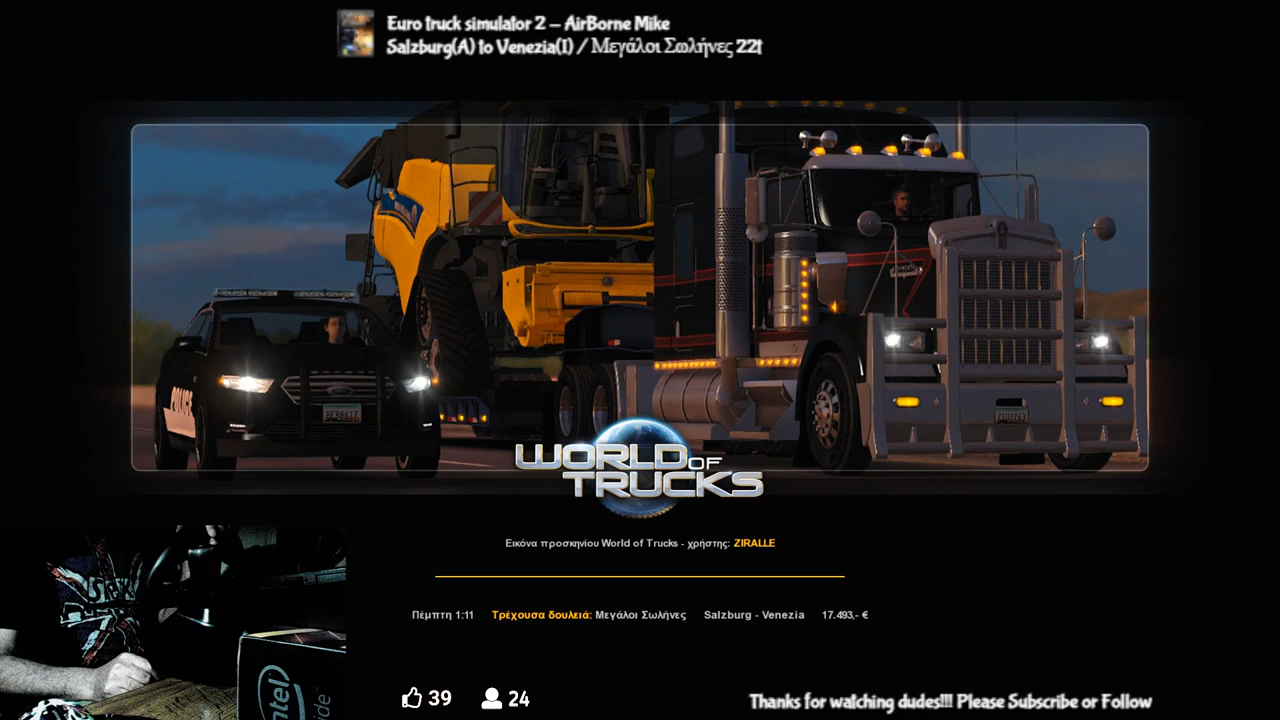 Euro truck simulator 2 - AirBorne Mike
Salzburg(A) to Venezia(I) / Μεγάλοι Σωλήνες 22t
BEB8617
WORLD OF
TRUCKS
Εικόνα προσκηνίου World of Trucks - χρήστης: ZIRALLE
Πέμπτη 1:11 Τρέχουσα δουλειά: Μεγάλοι Σωλήνες Salzburg - Venezia 17.493,- €
intel
39 24
Thanks for watching dudes!!! Please Subscribe or Follow